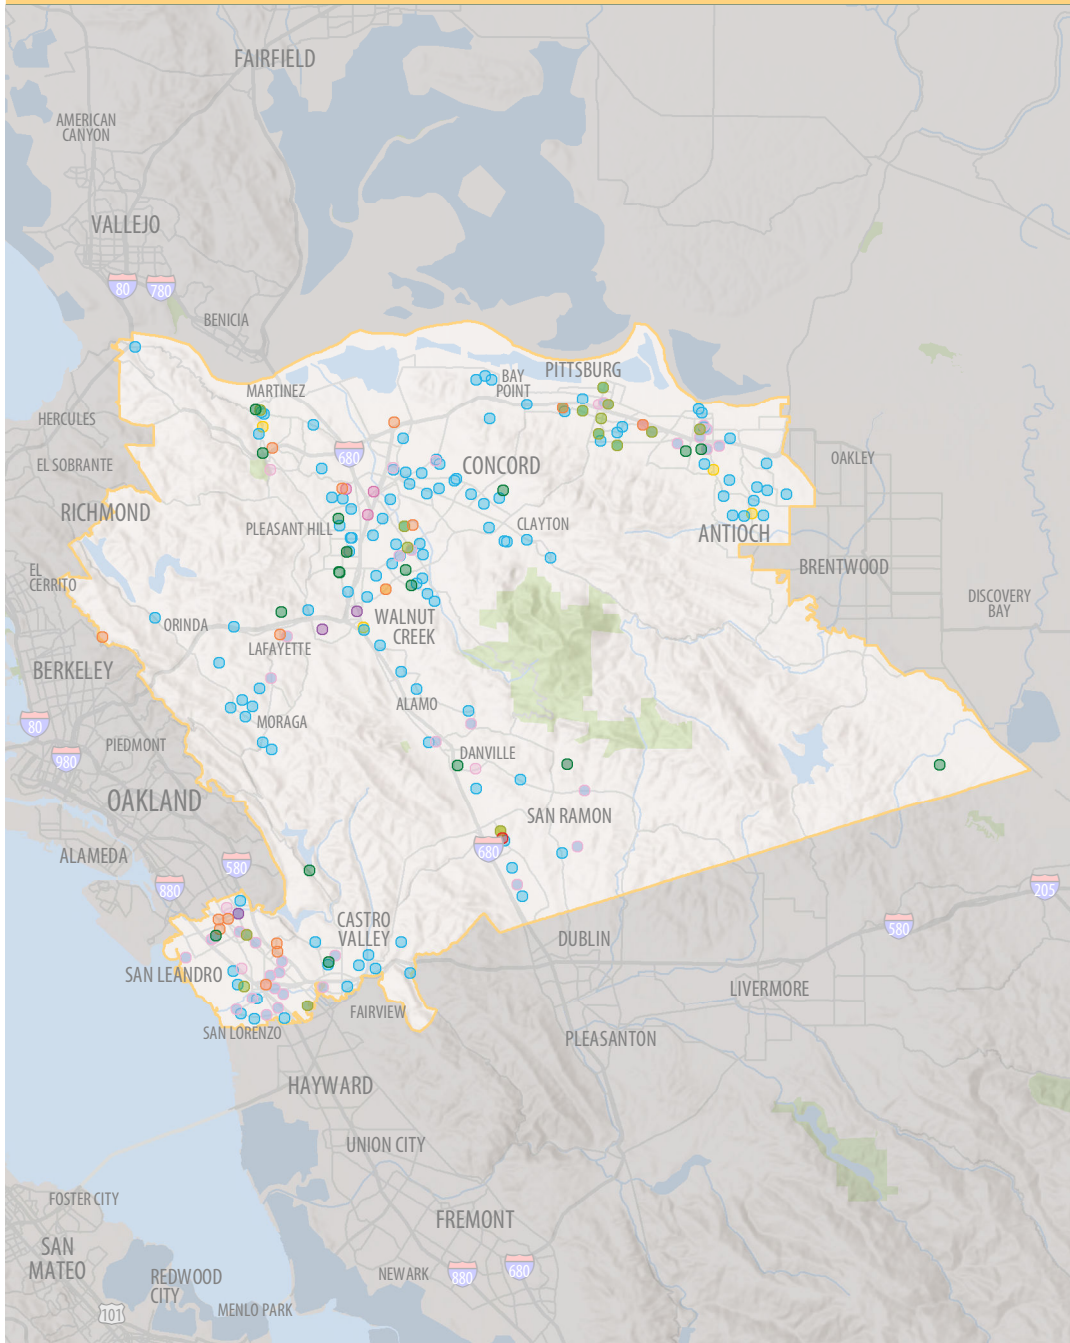 FAIRFIELD
AMERICAN
CANYON
VALLEJO
80
780
BENICIA
PITTSBURG
BAY
POINT
MARTINEZ
HERCULES
680
CONCORD
OAKLEY
EL SOBRANTE
RICHMOND
PLEASANT HILL
CLAYTON
ANTIOCH
EL
CERRITO
BRENTWOOD
DISCOVERY
BAY
ORINDA
WALNUT
CREEK
LAFAYETTE
BERKELEY
ALAMO
80
MORAGA
PIEDMONT
980
DANVILLE
OAKLAND
SAN RAMON
680
ALAMEDA
580
880
205
CASTRO
VALLEY
580
DUBLIN
SAN LEANDRO
LIVERMORE
FAIRVIEW
SAN LORENZO
PLEASANTON
HAYWARD
UNION CITY
FOSTER CITY
FREMONT
SAN
MATEO
REDWOOD
CITY
NEWARK
880
680
MENLO PARK
101